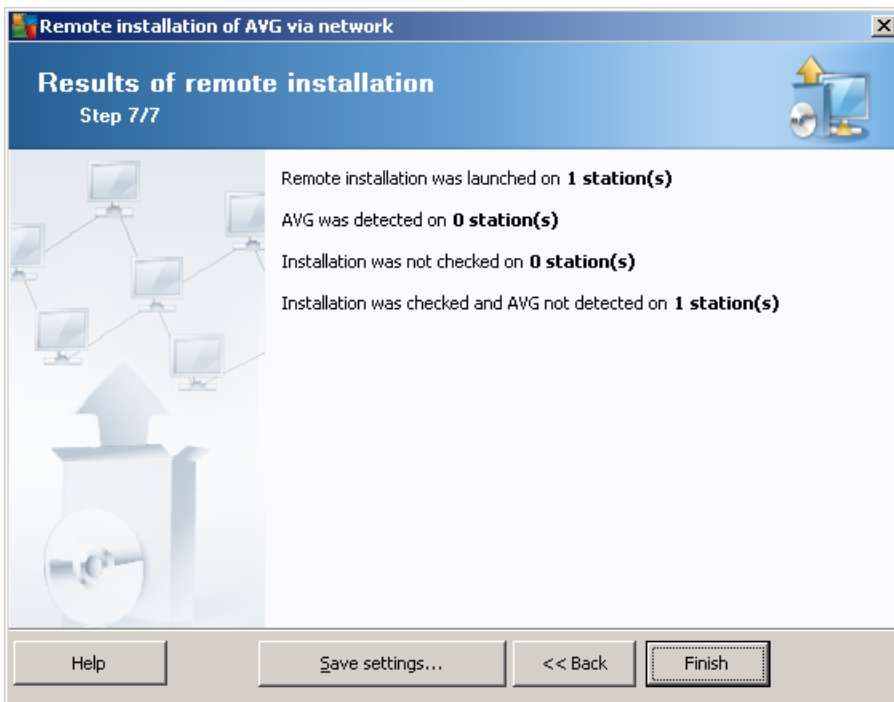 Remote installation of AVG via network
Results of remote installation
Step 7/7
Remote installation was launched on 1 station(s)
AVG was detected on 0 station(s)
Installation was not checked on 0 station(s)
Installation was checked and AVG not detected on 1 station(s)
Help Save settings... << Back Finish